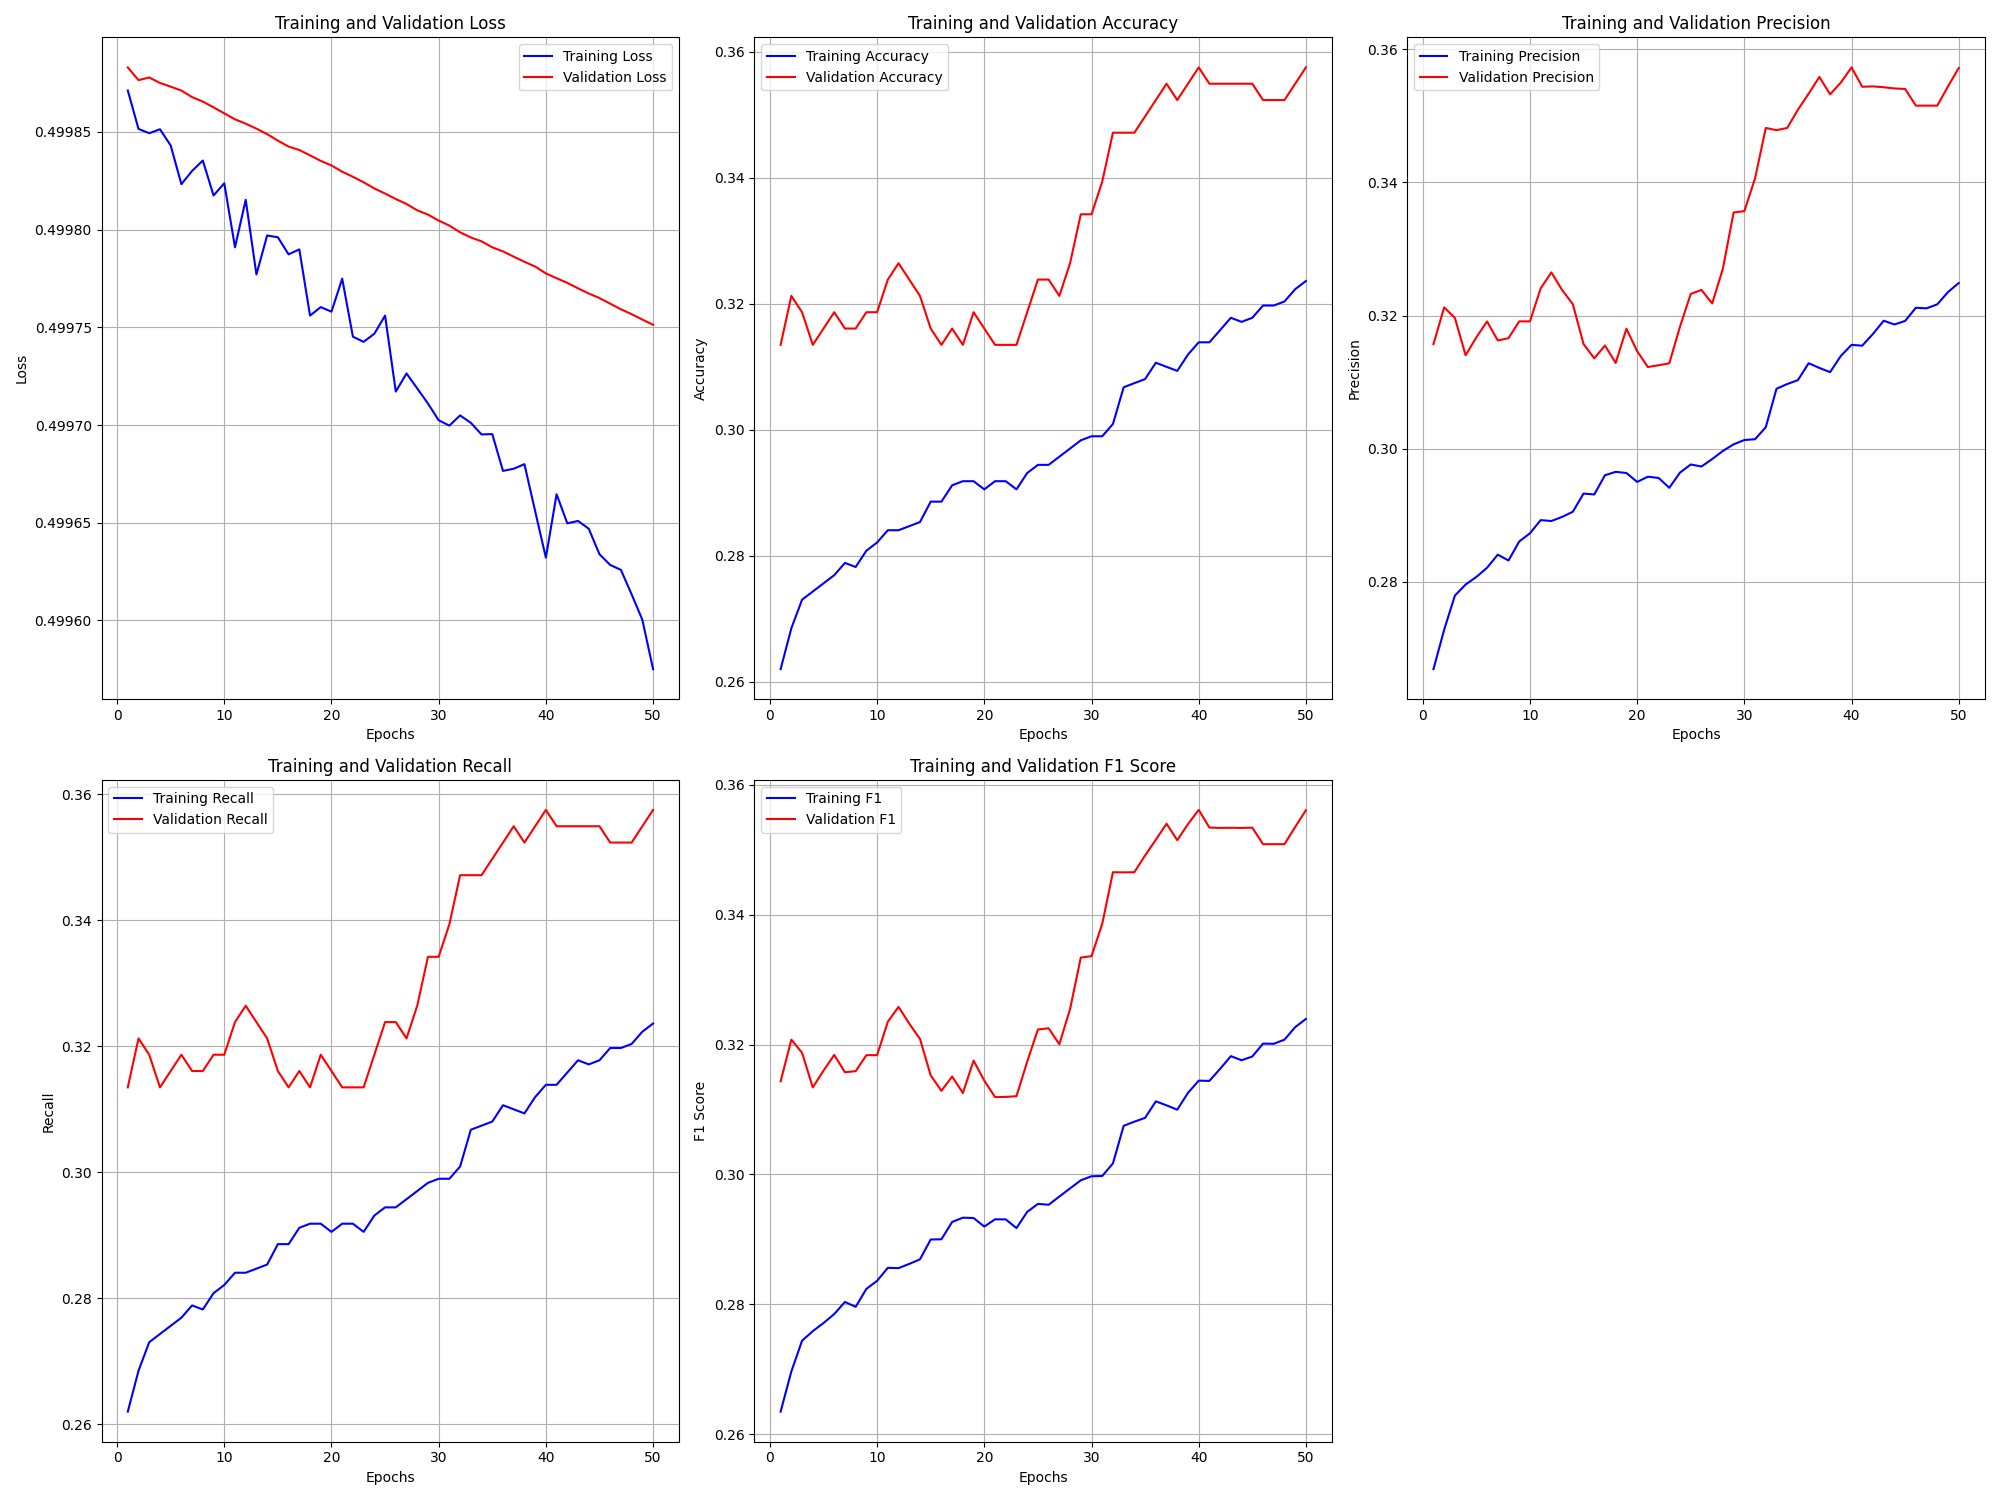 Training and Validation Loss
Training Loss
Validation Loss
0.49985
0.49980
0.49975
0.49970
0.49965
0.49960
Loss
0 10 20 30 40 50
Epochs
Training and Validation Accuracy
Training Accuracy
Validation Accuracy
0.36
0.34
0.32
0.30
0.28
0.26
Accuracy
0 10 20 30 40 50
Epochs
Training and Validation Precision
Training Precision
Validation Precision
0.36
0.34
0.32
0.30
0.28
Precision
0 10 20 30 40 50
Epochs
Training and Validation Recall
Training Recall
Validation Recall
0.36
0.34
0.32
0.30
0.28
0.26
Recall
0 10 20 30 40 50
Epochs
Training and Validation F1 Score
Training F1
Validation F1
0.36
0.34
0.32
0.30
0.28
0.26
F1 Score
0 10 20 30 40 50
Epochs